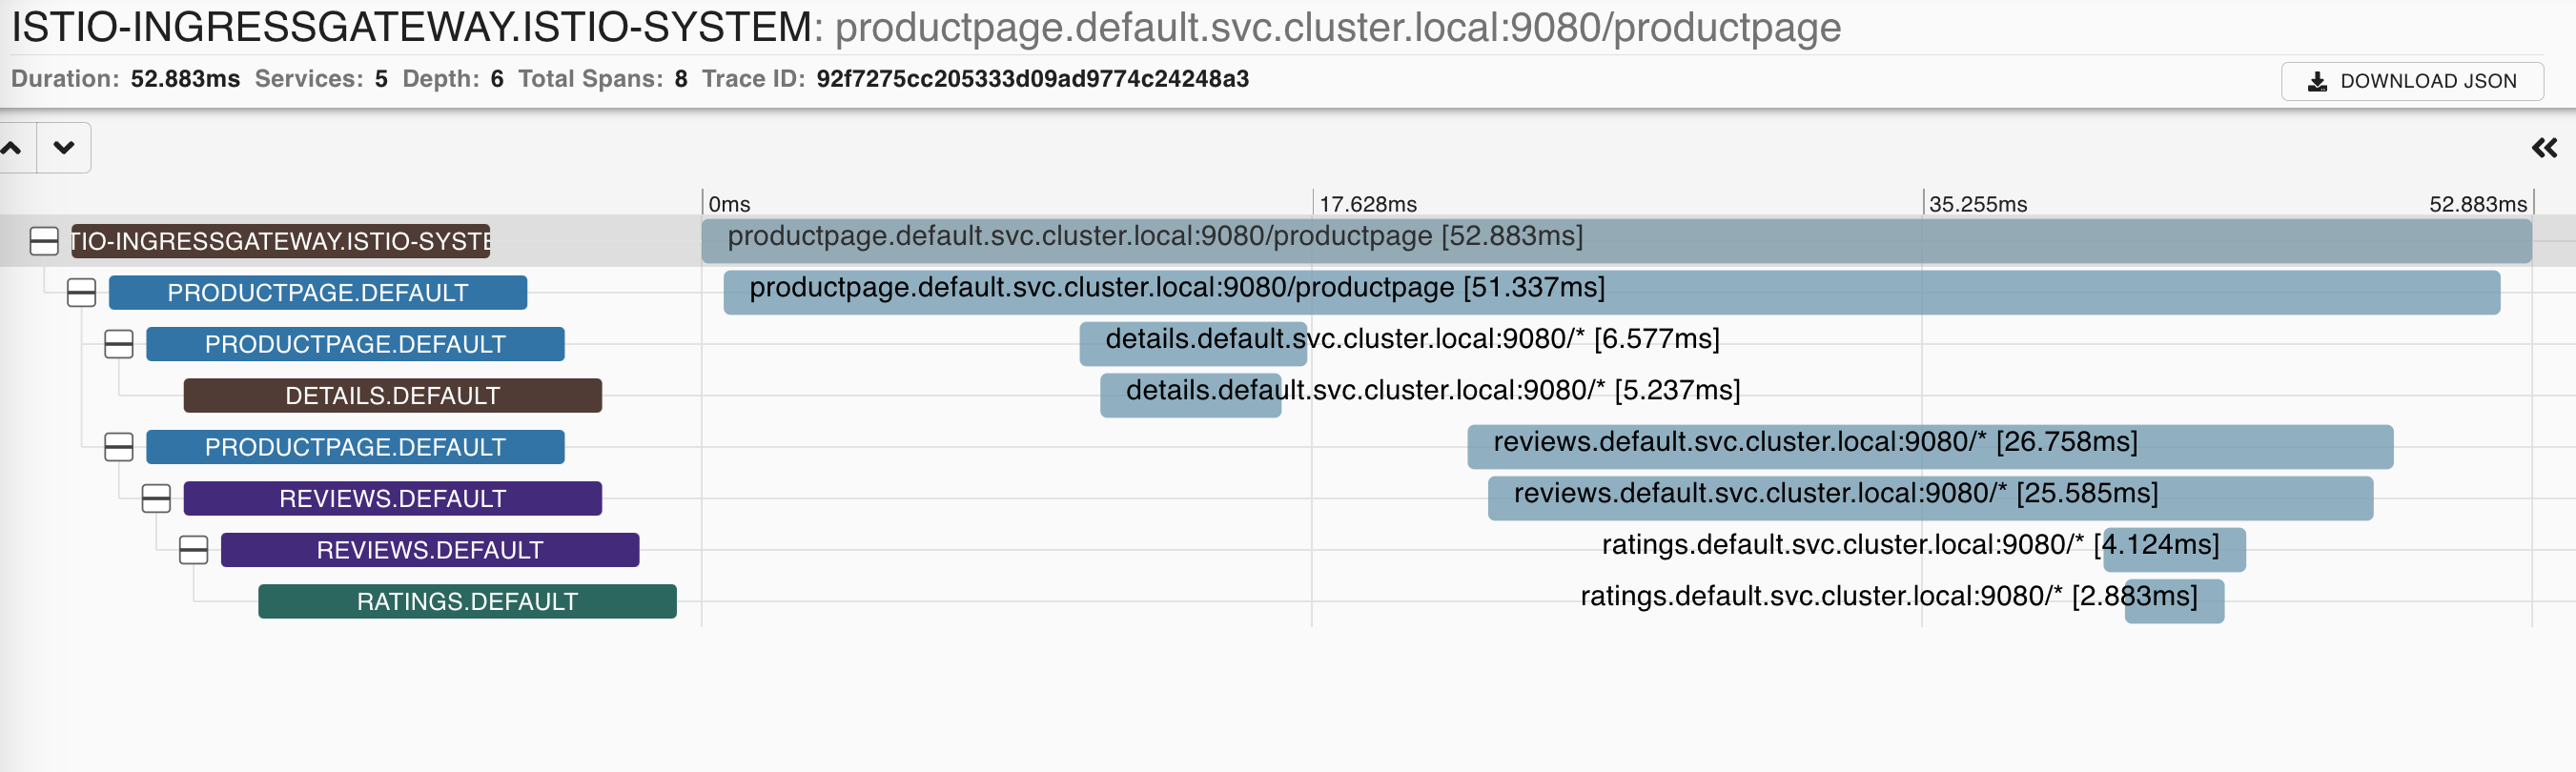 ISTIO-INGRESSGATEWAY.ISTIO-SYSTEM: productpage.default.svc.cluster.local:9080/productpage
Duration: 52.883ms Services: 5 Depth: 6 Total Spans: 8 Trace ID: 92f7275cc205333d09ad9774c24248a3
DOWNLOAD JSON
0ms 17.628ms 35.255ms 52.883ms
TIO-INGRESSGATEWAY.ISTIO-SYSTE productpage.default.svc.cluster.local:9080/productpage [52.883ms]
PRODUCTPAGE.DEFAULT productpage.default.svc.cluster.local:9080/productpage [51.337ms]
PRODUCTPAGE.DEFAULT details.default.svc.cluster.local:9080/* [6.577ms]
DETAILS.DEFAULT details.default.svc.cluster.local:9080/* [5.237ms]
PRODUCTPAGE.DEFAULT reviews.default.svc.cluster.local:9080/* [26.758ms]
REVIEWS.DEFAULT reviews.default.svc.cluster.local:9080/* [25.585ms]
REVIEWS.DEFAULT ratings.default.svc.cluster.local:9080/* [4.124ms]
RATINGS.DEFAULT ratings.default.svc.cluster.local:9080/* [2.883ms]